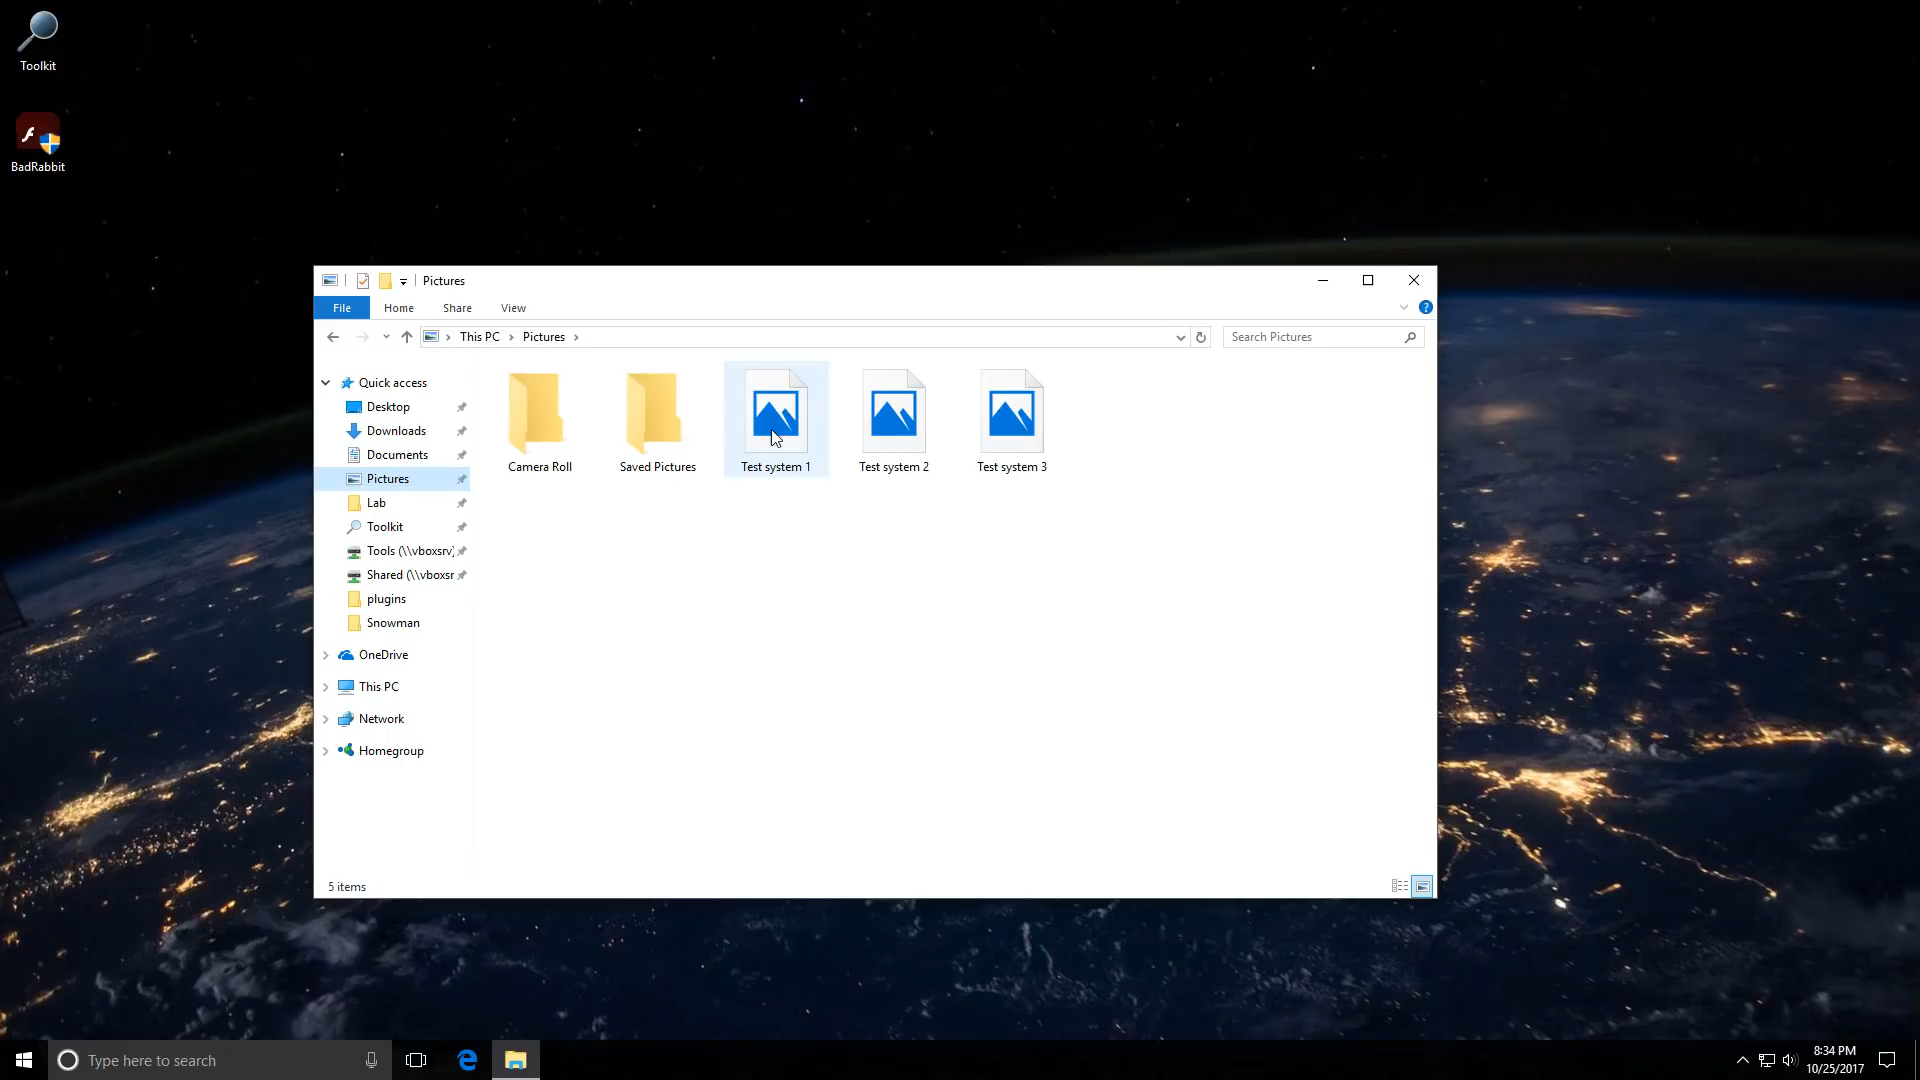 Toolkit
BadRabbit
Pictures
File Home Share View
This PC Pictures
Search Pictures
Quick access
Desktop
Downloads
Documents
Pictures
Lab
Toolkit
Tools (\\vboxsrv)
Shared (\\vboxsr
plugins
Snowman
OneDrive
This PC
Network
Homegroup
Camera Roll
Saved Pictures
Test system 1
Test system 2
Test system 3
5 items
Type here to search
8:34 PM
10/25/2017